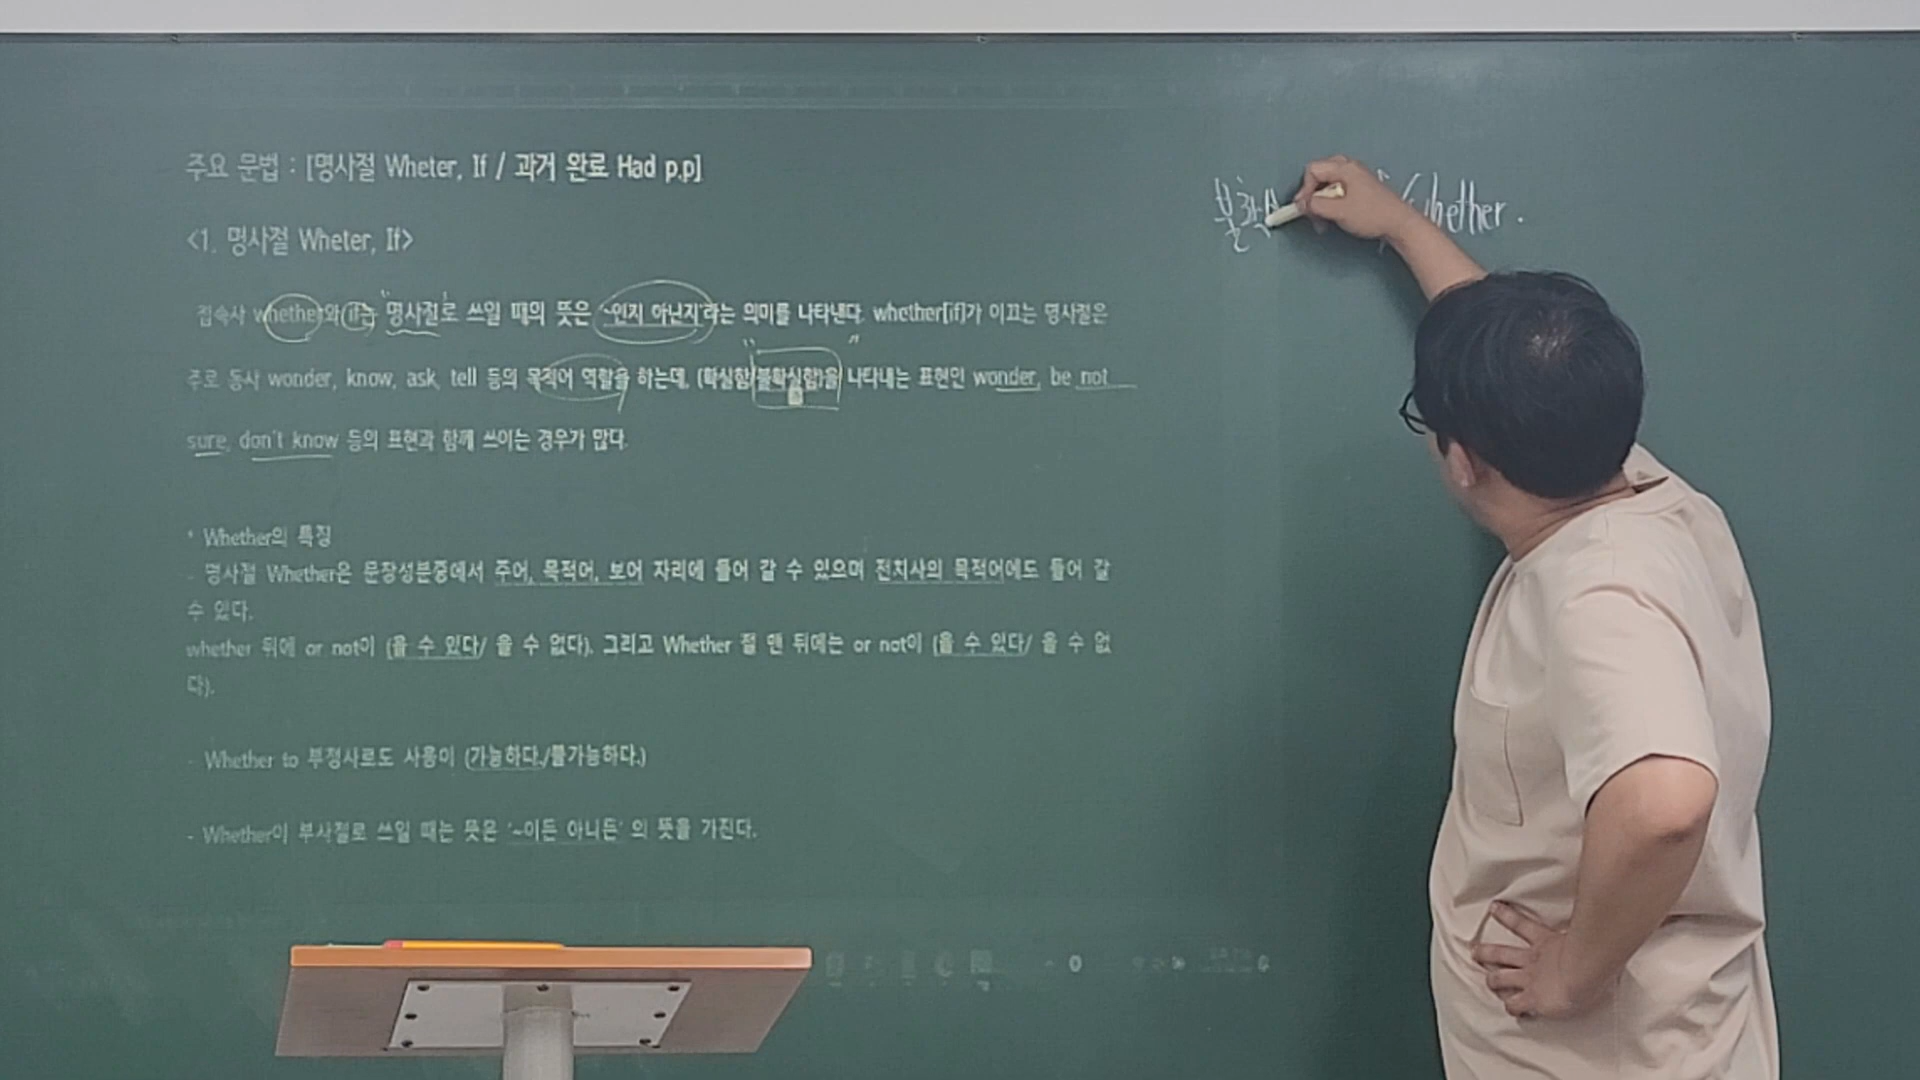 주요 문법 : [명사절 Wheter, If / 과거 완료 Had p.p]
<1. 명사절 Wheter, If>
접속사 whether와 if는 "명사절로 쓰일 때의 뜻은 '~인지 아닌지'라는 의미를 나타낸다. whether[if]가 이끄는 명사절은
주로 동사 wonder, know, ask, tell 등의 목적어 역할을 하는데, (확실함/불확실함)을 나타내는 표현인 wonder, be not
sure, don't know 등의 표현과 함께 쓰이는 경우가 많다.
* Whether의 특징
- 명사절 Whether은 문장성분중에서 주어, 목적어, 보어 자리에 들어 갈 수 있으며 전치사의 목적어에도 들어 갈
수 있다.
whether 뒤에 or not이 (올 수 있다/ 올 수 없다). 그리고 Whether 절 맨 뒤에는 or not이 (올 수 있다/ 올 수 없
다).
- Whether to 부정사로도 사용이 (가능하다./불가능하다.)
- Whether이 부사절로 쓰일 때는 뜻은 '~이든 아니든' 의 뜻을 가진다.
불확 whether.